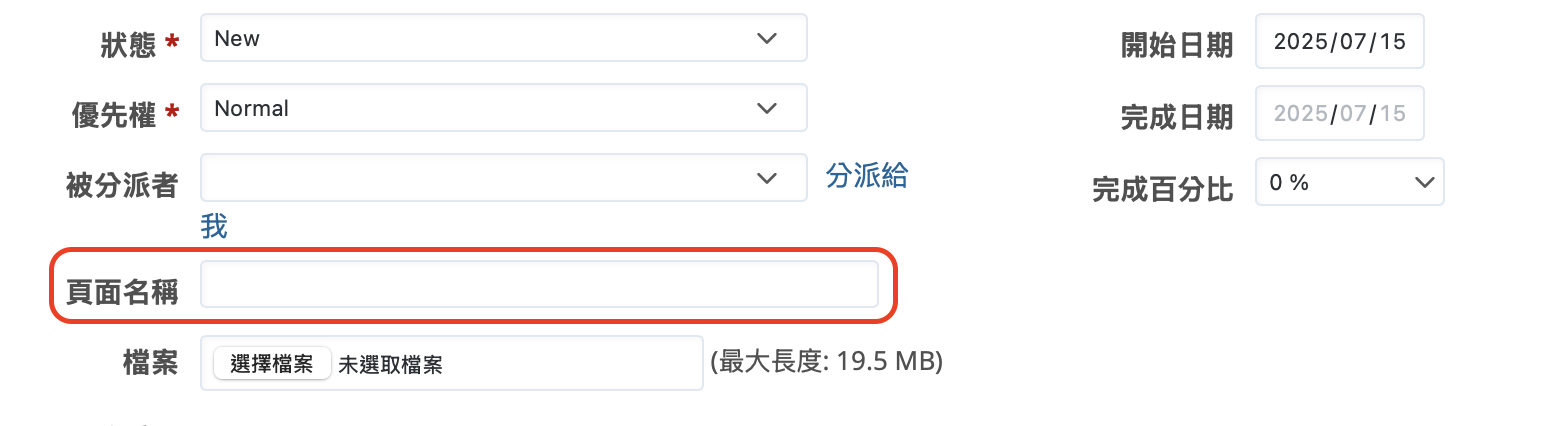 狀態 * New
開始日期 2025/07/15
優先權 * Normal
完成日期 2025/07/15
被分派者 分派給
我
完成百分比 0 %
頁面名稱
檔案 選擇檔案 未選取檔案 (最大長度: 19.5 MB)